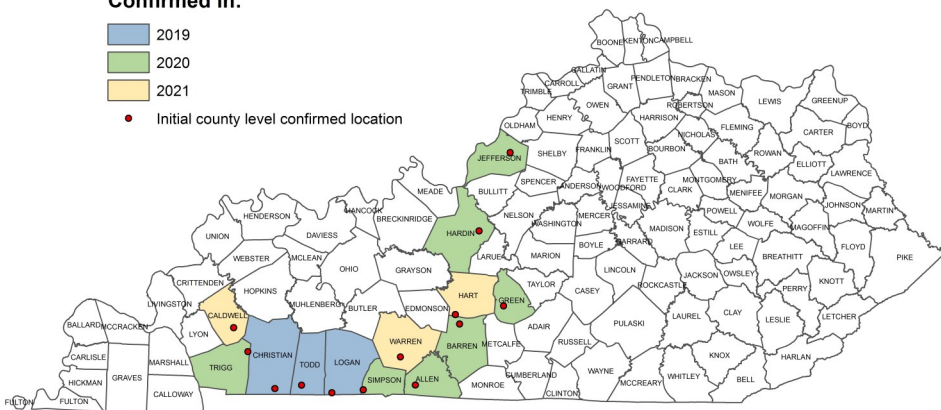 Confirmed in:
2019
2020
2021
Initial county level confirmed location
BOONE
KENTON
CAMPBELL
GALLATIN
PENDLETON
BRACKEN
CARROLL
GRANT
TRIMBLE
MASON
OWEN
ROBERTSON
LEWIS
GREENUP
HENRY
HARRISON
OLDHAM
NICHOLAS
FLEMING
CARTER
BOYD
SCOTT
JEFFERSON
SHELBY
FRANKLIN
BOURBON
ROWAN
BATH
ELLIOTT
LAWRENCE
SPENCER
ANDERSON
WOODFORD
FAYETTE
MONTGOMERY
CLARK
MENIFEE
MORGAN
MEADE
BULLITT
JESSAMINE
JOHNSON
MARTIN
HANCOCK
BRECKINRIDGE
NELSON
WASHINGTON
MERCER
POWELL
WOLFE
MAGOFFIN
HENDERSON
UNION
DAVIESS
HARDIN
BOYLE
GARRARD
MADISON
ESTILL
LEE
FLOYD
WEBSTER
MCLEAN
LARUE
MARION
BREATHITT
PIKE
OHIO
GRAYSON
LINCOLN
JACKSON
OWSLEY
CRITTENDEN
HOPKINS
TAYLOR
CASEY
ROCKCASTLE
PERRY
KNOTT
LIVINGSTON
MUHLENBERG
BUTLER
EDMONSON
HART
GREEN
CALDWELL
LAUREL
CLAY
LESLIE
LETCHER
BALLARD
MCCRACKEN
LYON
ADAIR
PULASKI
WARREN
BARREN
METCALFE
RUSSELL
CARLISLE
MARSHALL
CHRISTIAN
TODD
LOGAN
KNOX
HARLAN
TRIGG
SIMPSON
ALLEN
CUMBERLAND
WAYNE
WHITLEY
BELL
HICKMAN
GRAVES
MONROE
MCCREARY
CALLOWAY
CLINTON
FULTON
FULTON